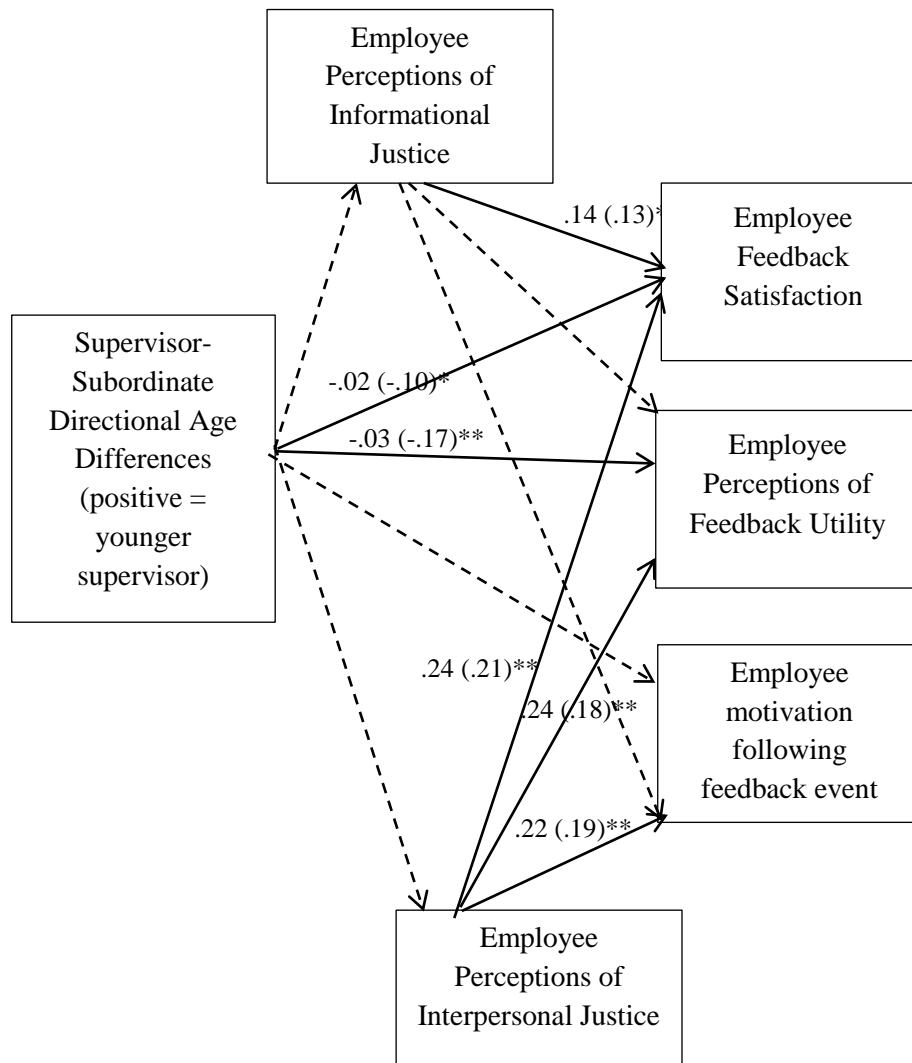 Employee
Perceptions of
Informational
Justice
.14 (.13)*
Employee
Feedback
Satisfaction
Supervisor-
Subordinate
Directional Age
Differences
(positive =
younger
supervisor)
-.02 (-.10)*
-.03 (-.17)**
Employee
Perceptions of
Feedback Utility
.24 (.21)**
.24 (.18)**
Employee
motivation
following
feedback event
.22 (.19)**
Employee
Perceptions of
Interpersonal Justice